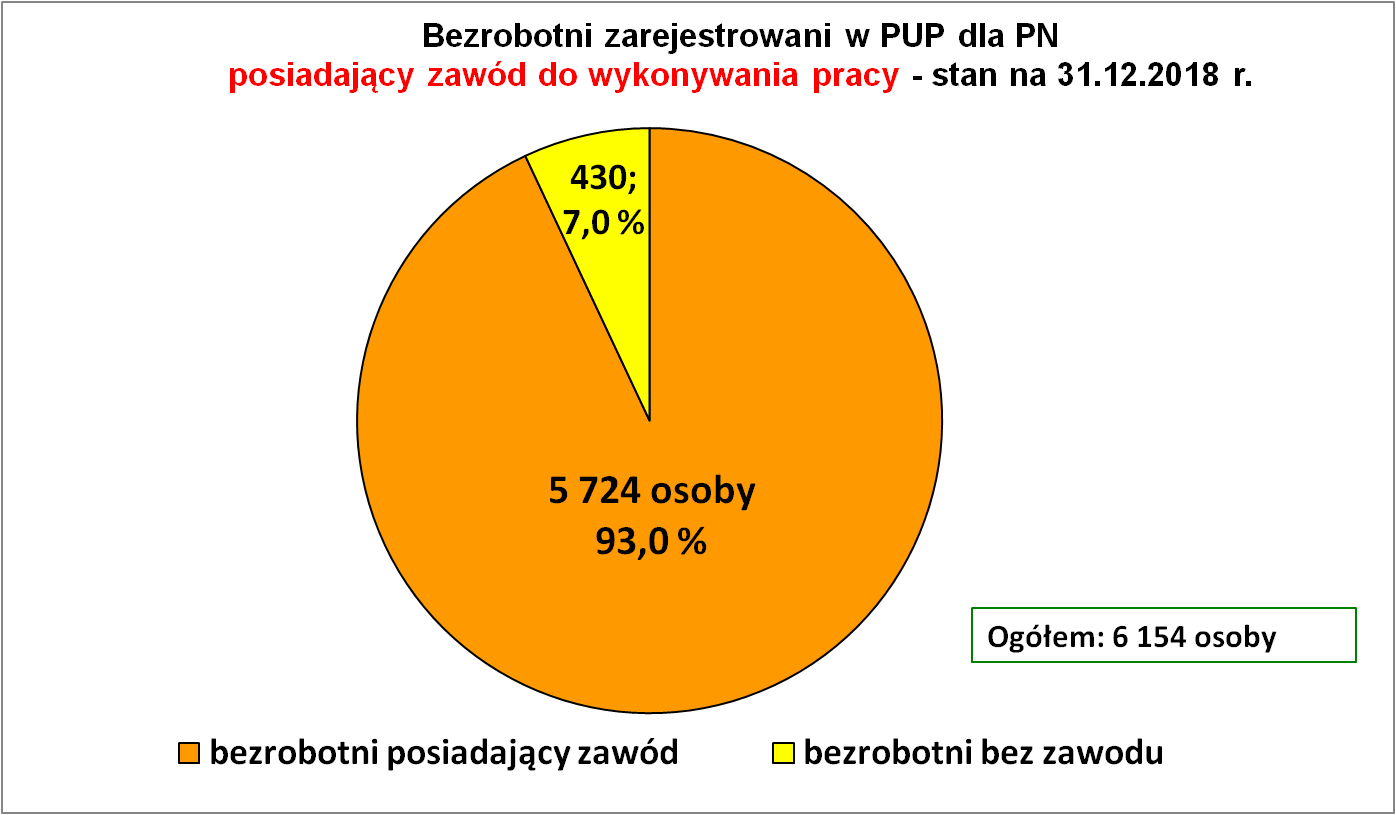 Bezrobotni zarejestrowani w PUP dla PN
posiadający zawód do wykonywania pracy - stan na 31.12.2018 r.
430;
7,0 %
5 724 osoby
93,0 %
Ogółem: 6 154 osoby
bezrobotni posiadający zawód
bezrobotni bez zawodu